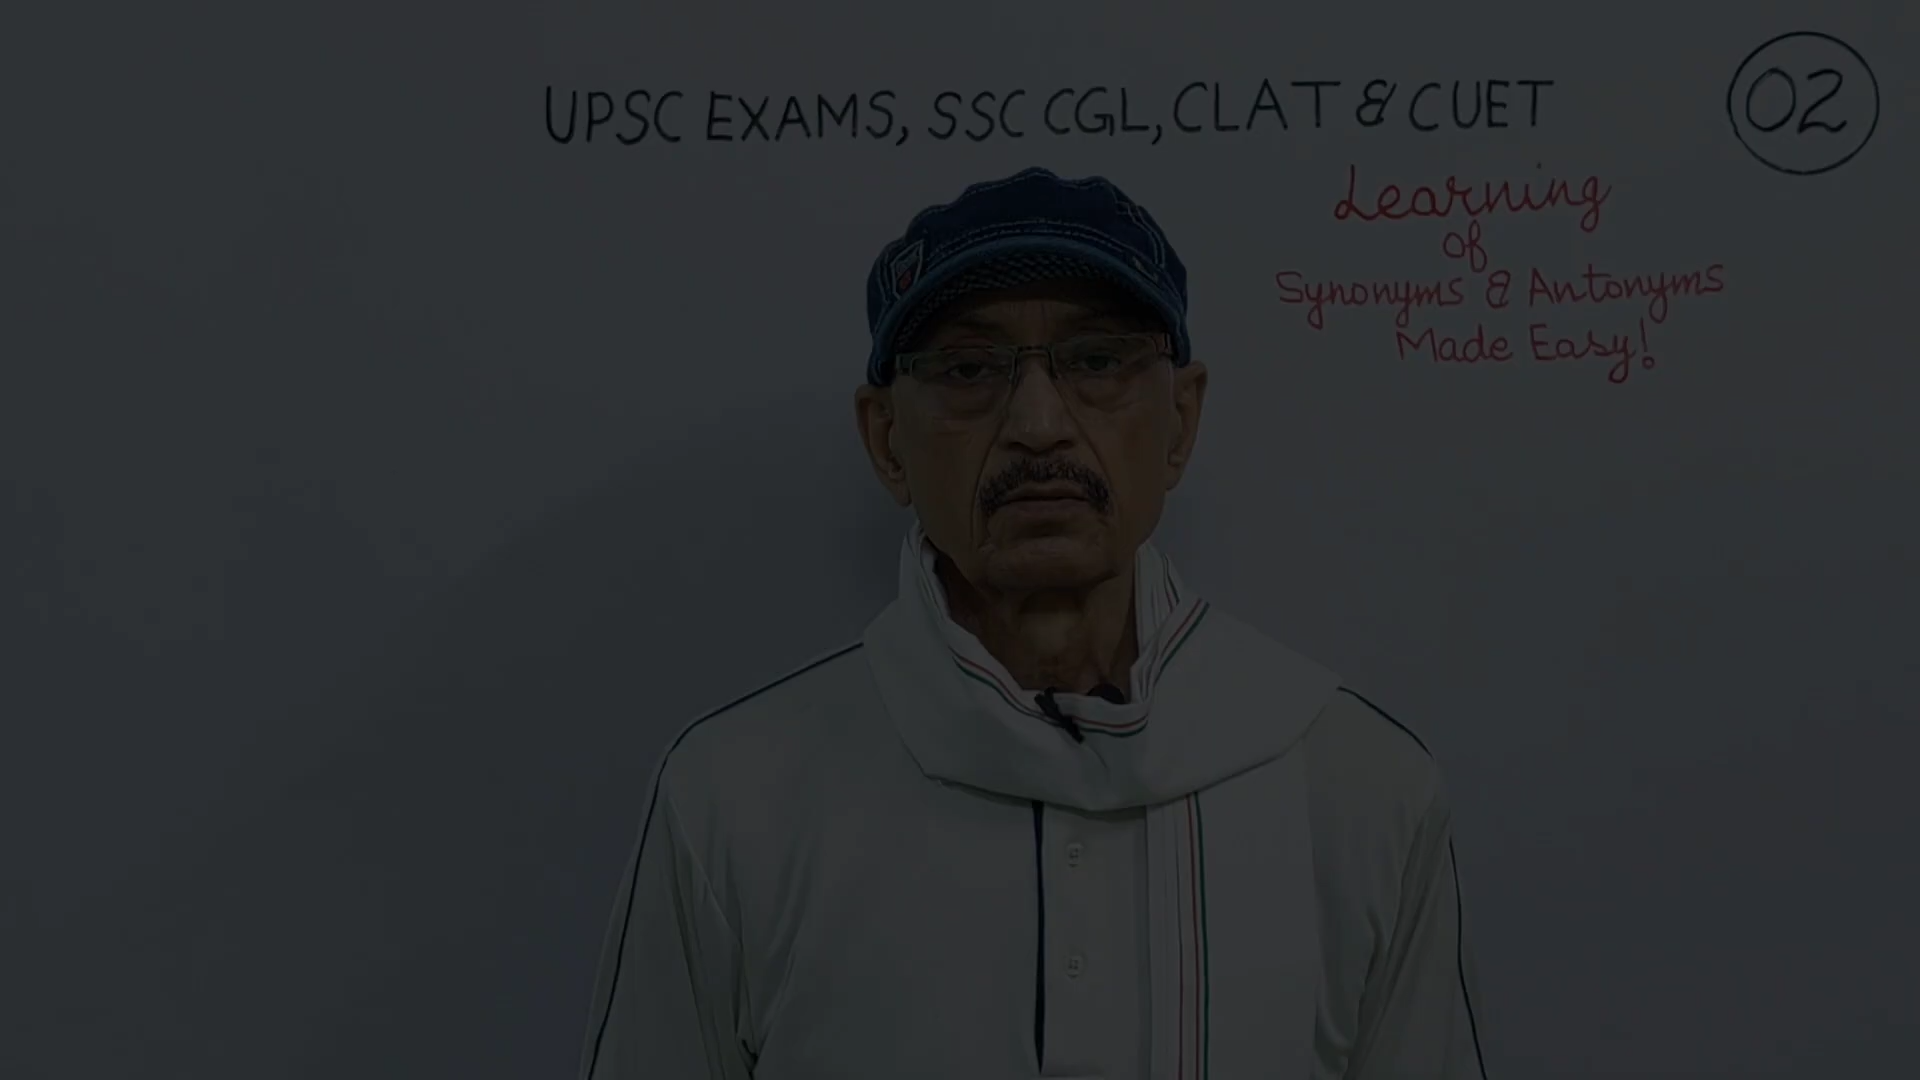 UPSC EXAMS, SSC CGL, CLAT & CUET
02
Learning
of
Synonyms & Antonyms
Made Easy!